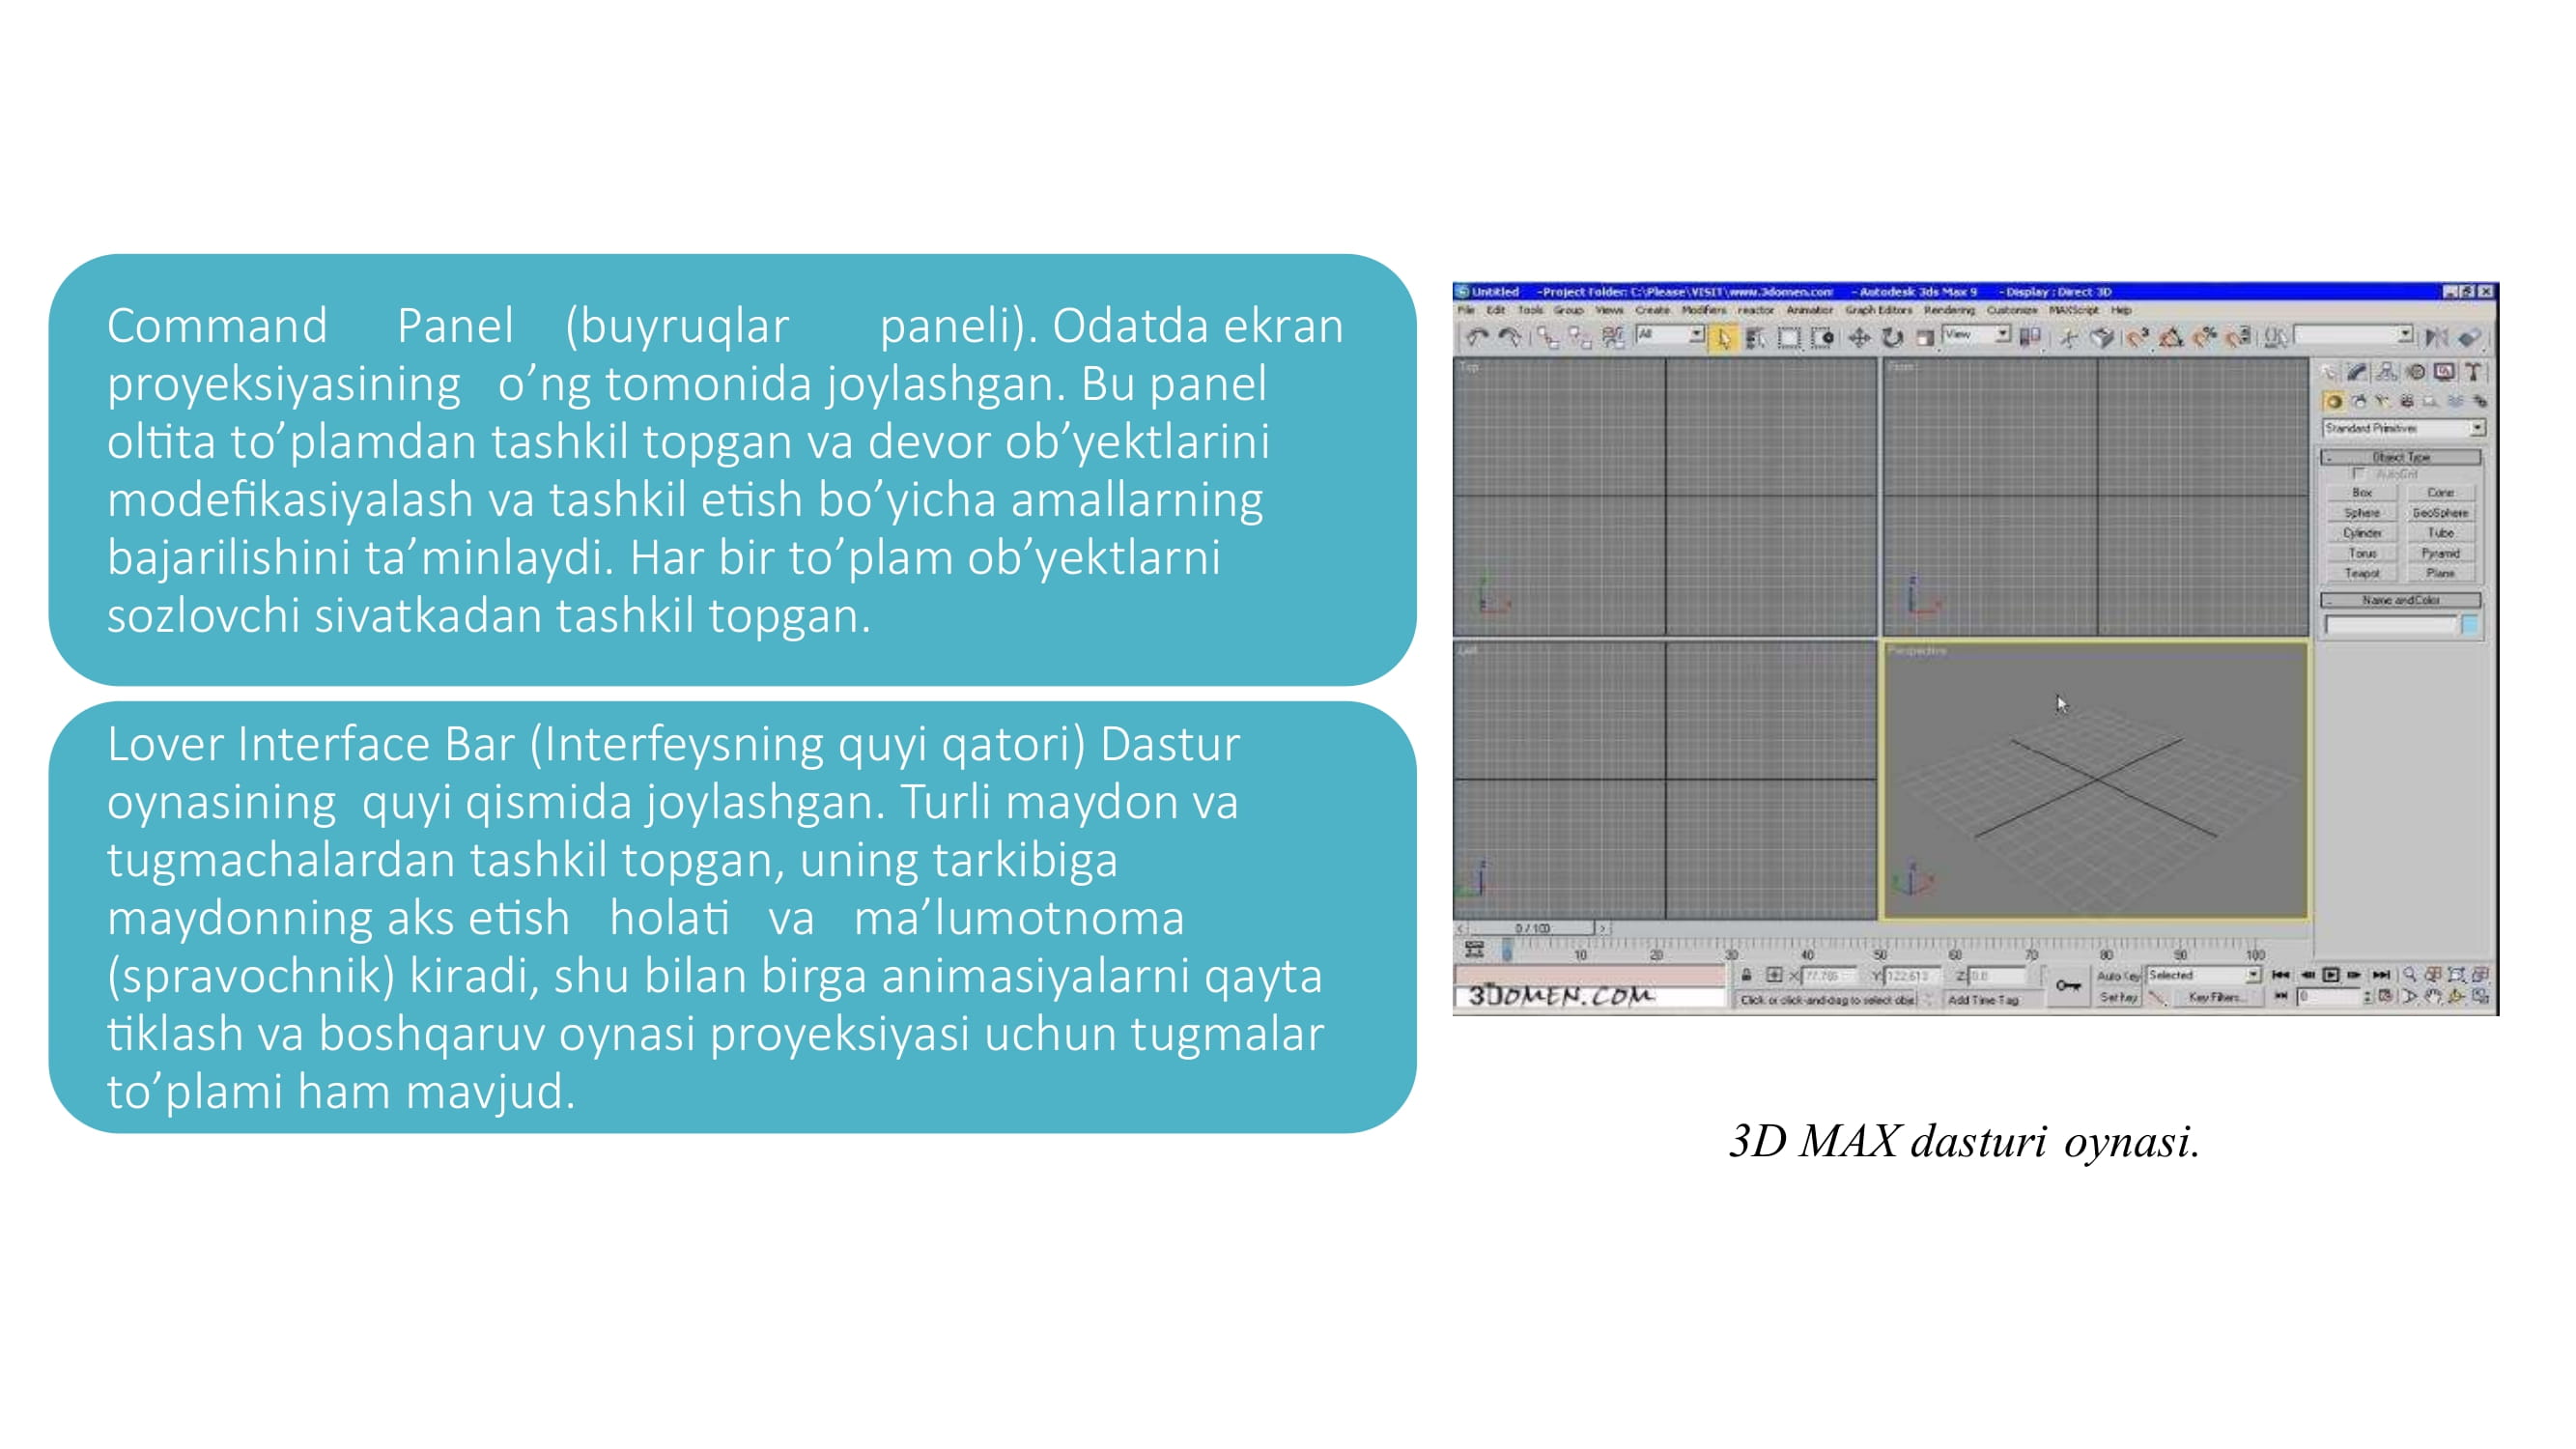 Command Panel (buyruqlar paneli). Odatda ekran
proyeksiyasining o’ng tomonida joylashgan. Bu panel
oltita to’plamdan tashkil topgan va devor ob’yektlarini
modefikasiyalash va tashkil etish bo’yicha amallarning
bajarilishini ta’minlaydi. Har bir to’plam ob’yektlarni
sozlovchi sivatkadan tashkil topgan.
Lover Interface Bar (Interfeysning quyi qatori) Dastur
oynasining quyi qismida joylashgan. Turli maydon va
tugmachalardan tashkil topgan, uning tarkibiga
maydonning aks etish holati va ma’lumotnoma
(spravochnik) kiradi, shu bilan birga animasiyalarni qayta
tiklash va boshqaruv oynasi proyeksiyasi uchun tugmalar
to’plami ham mavjud.
Untitled -Project Folder: C:\Please\VISIT\www.3domen.com - Autodesk 3ds Max 9 - Display : Direct 3D
File Edit Tools Group Views Create Modifiers reactor Animation Graph Editors Rendering Customize MAXScript Help
All View
Top Front
Standard Primitives
Object Type
AutoGrid
Box Cone
Sphere GeoSphere
Cylinder Tube
Torus Pyramid
Teapot Plane
Name and Color
Left Perspective
0 / 100
0 10 20 30 40 50 60 70 80 90 100
X Y Z Auto Key Selected
3DOMEN.COM Click or click-and-drag to select obje Add Time Tag Set Key Key Filters... 0
3D MAX dasturi oynasi.